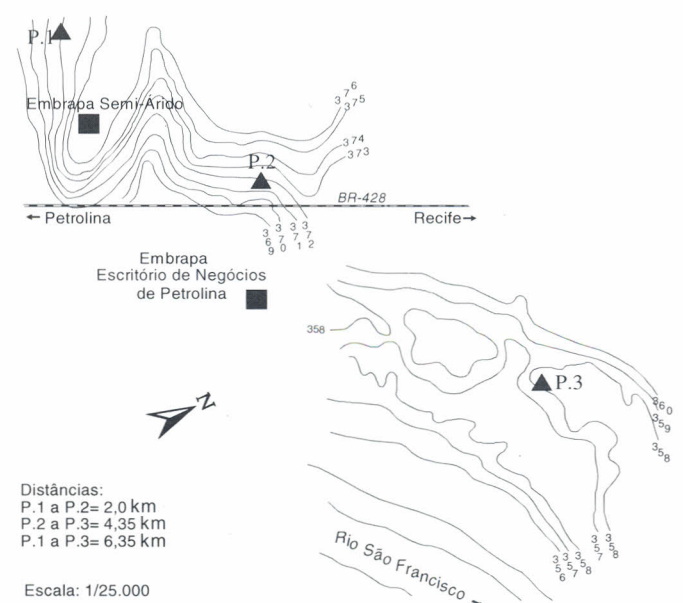 P.1
Embrapa Semi-Árido
376
375
374
373
P.2
BR-428
← Petrolina
Recife →
369
370
371
372
Embrapa
Escritório de Negócios
de Petrolina
358
P.3
360
359
358
N
Distâncias:
P.1 a P.2= 2,0 km
P.2 a P.3= 4,35 km
P.1 a P.3= 6,35 km
356
357
358
357
358
Rio São Francisco
Escala: 1/25.000